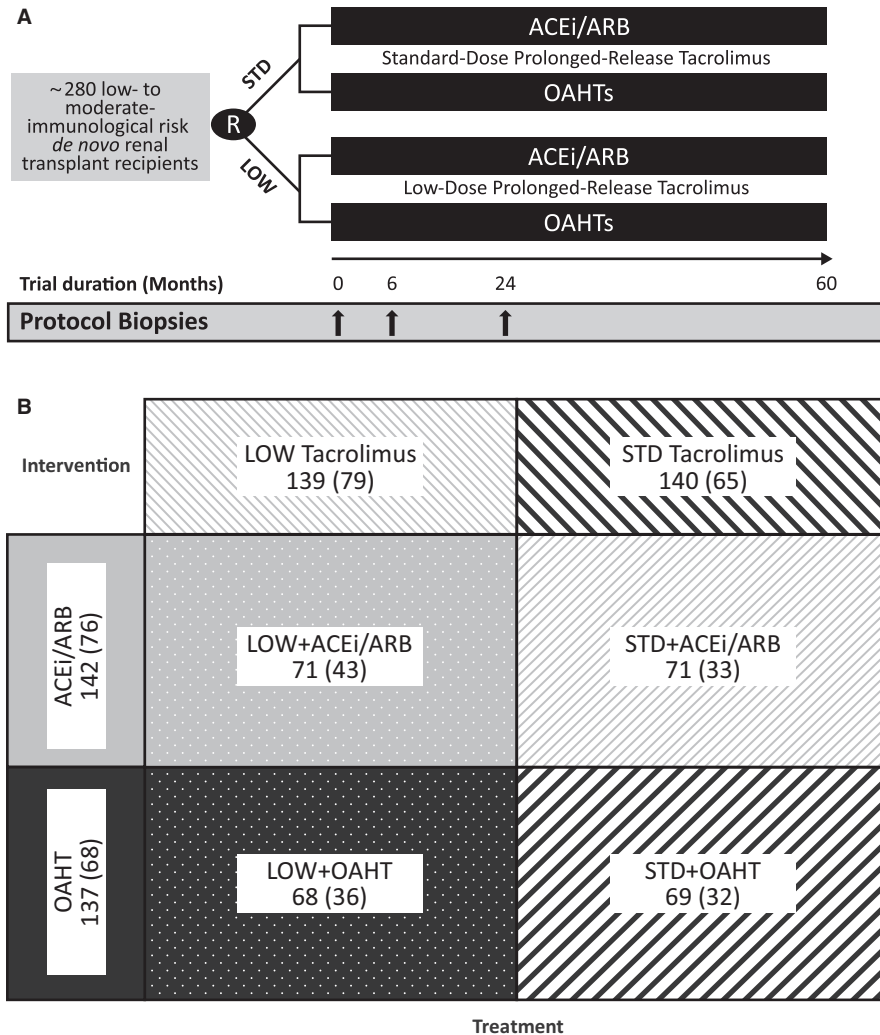 A
ACEi/ARB
Standard-Dose Prolonged-Release Tacrolimus
OAHTs
STD
~280 low- to
moderate-
immunological risk
de novo renal
transplant recipients
R
LOW
ACEi/ARB
Low-Dose Prolonged-Release Tacrolimus
OAHTs
Trial duration (Months) 0 6 24 60
Protocol Biopsies
B
Intervention
LOW Tacrolimus
139 (79)
STD Tacrolimus
140 (65)
ACEi/ARB
142 (76)
LOW+ACEi/ARB
71 (43)
STD+ACEi/ARB
71 (33)
OAHT
137 (68)
LOW+OAHT
68 (36)
STD+OAHT
69 (32)
Treatment